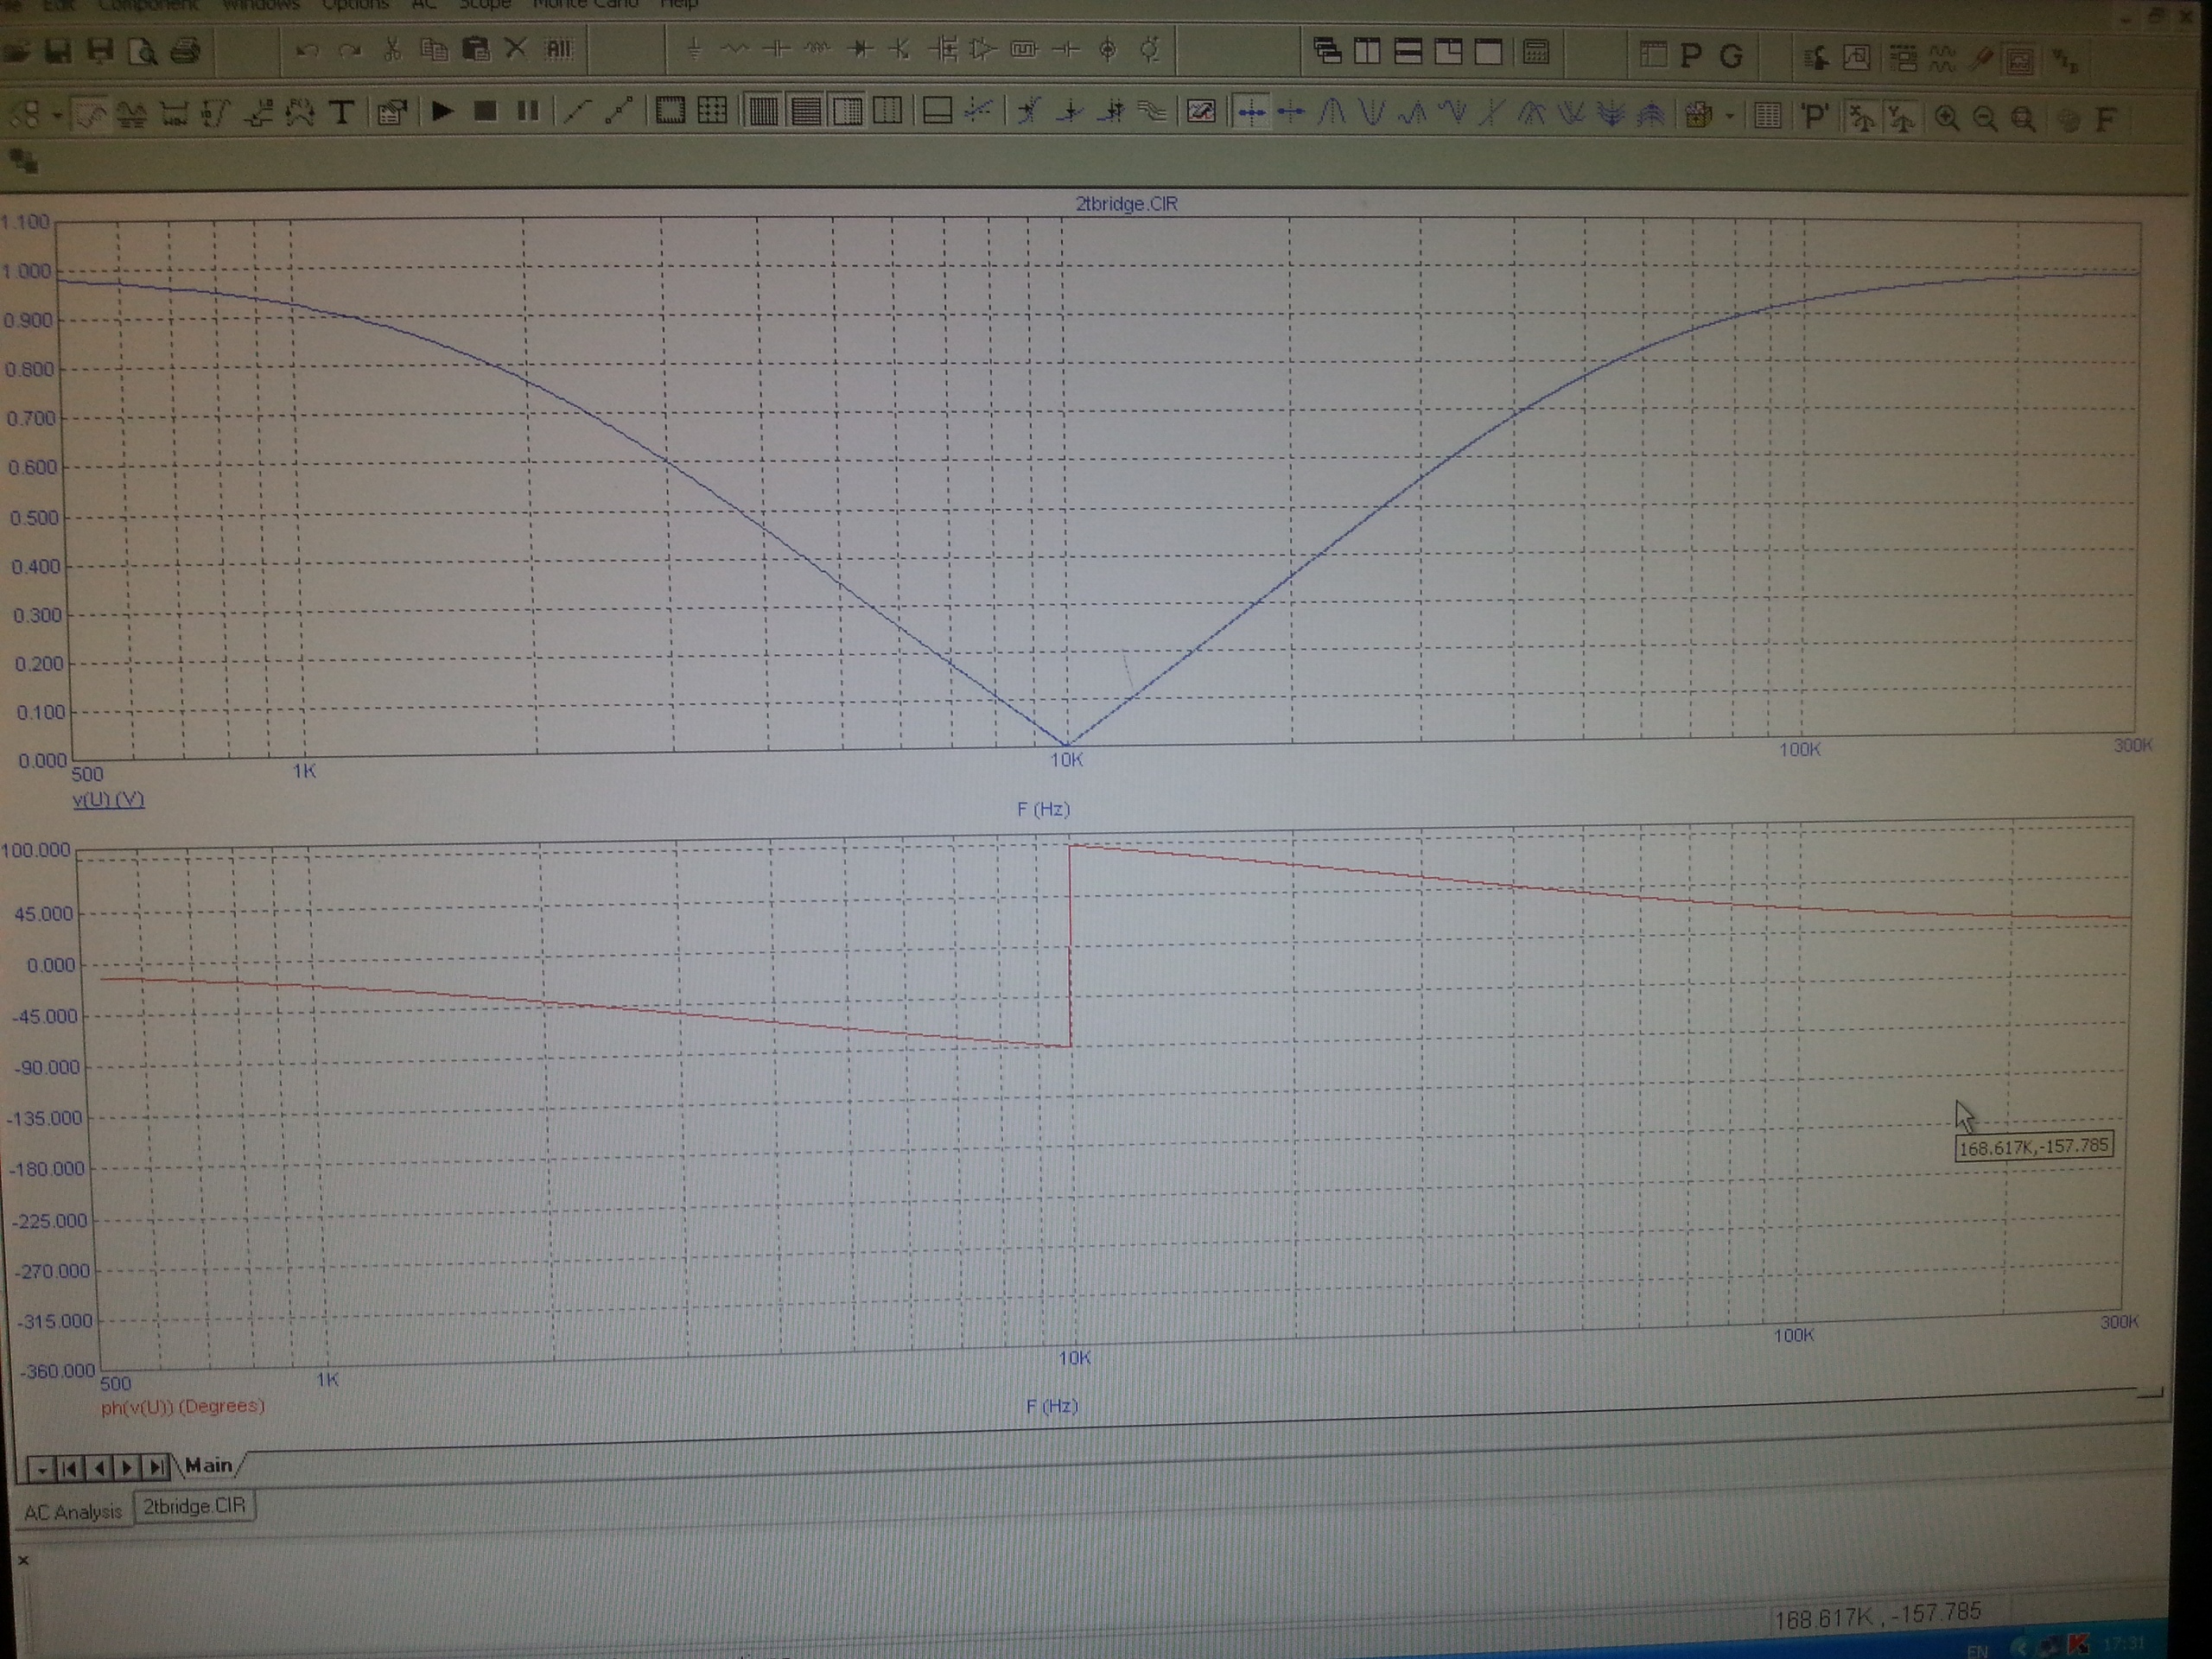 File Edit Component Windows Options AC Scope Monte Carlo Help
All
P G
T 'P' F
2tbridge.CIR
1.100
1.000
0.900
0.800
0.700
0.600
0.500
0.400
0.300
0.200
0.100
0.000
500 1K 10K 100K 300K
v(U) (V)
F (Hz)
100.000
45.000
0.000
-45.000
-90.000
-135.000
-180.000
-225.000
-270.000
-315.000
-360.000
168.617K,-157.785
500 1K 10K 100K 300K
ph(v(U)) (Degrees)
F (Hz)
Main
AC Analysis 2tbridge.CIR
168.617K , -157.785
EN 17:31